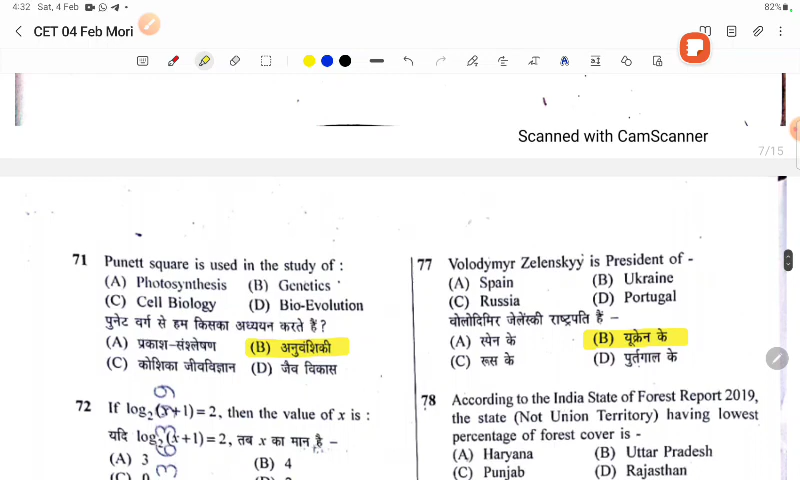 4:32 Sat, 4 Feb
82%
CET 04 Feb Mori
Scanned with CamScanner
7/15
71 Punett square is used in the study of :
(A) Photosynthesis (B) Genetics
(C) Cell Biology (D) Bio-Evolution
पुनेट वर्ग से हम किसका अध्ययन करते हैं?
(A) प्रकाश-संश्लेषण (B) अनुवंशिकी
(C) कोशिका जीवविज्ञान (D) जैव विकास
72 If log2(x+1)=2, then the value of x is :
यदि log2(x+1)=2, तब x का मान है –
(A) 3 (B) 4
77 Volodymyr Zelenskyy is President of -
(A) Spain (B) Ukraine
(C) Russia (D) Portugal
वोलोदिमिर जेलेंस्की राष्ट्रपति हैं –
(A) स्पेन के (B) यूक्रेन के
(C) रूस के (D) पुर्तगाल के
78 According to the India State of Forest Report 2019,
the state (Not Union Territory) having lowest
percentage of forest cover is -
(A) Haryana (B) Uttar Pradesh
(C) Punjab (D) Rajasthan